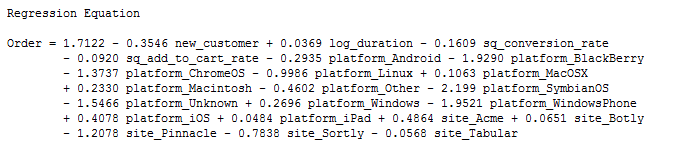 Regression Equation
Order = 1.7122 - 0.3546 new_customer + 0.0369 log_duration - 0.1609 sq_conversion_rate
- 0.0920 sq_add_to_cart_rate - 0.2935 platform_Android - 1.9290 platform_BlackBerry
- 1.3737 platform_ChromeOS - 0.9986 platform_Linux + 0.1063 platform_MacOSX
+ 0.2330 platform_Macintosh - 0.4602 platform_Other - 2.199 platform_SymbianOS
- 1.5466 platform_Unknown + 0.2696 platform_Windows - 1.9521 platform_WindowsPhone
+ 0.4078 platform_iOS + 0.0484 platform_iPad + 0.4864 site_Acme + 0.0651 site_Botly
- 1.2078 site_Pinnacle - 0.7838 site_Sortly - 0.0568 site_Tabular